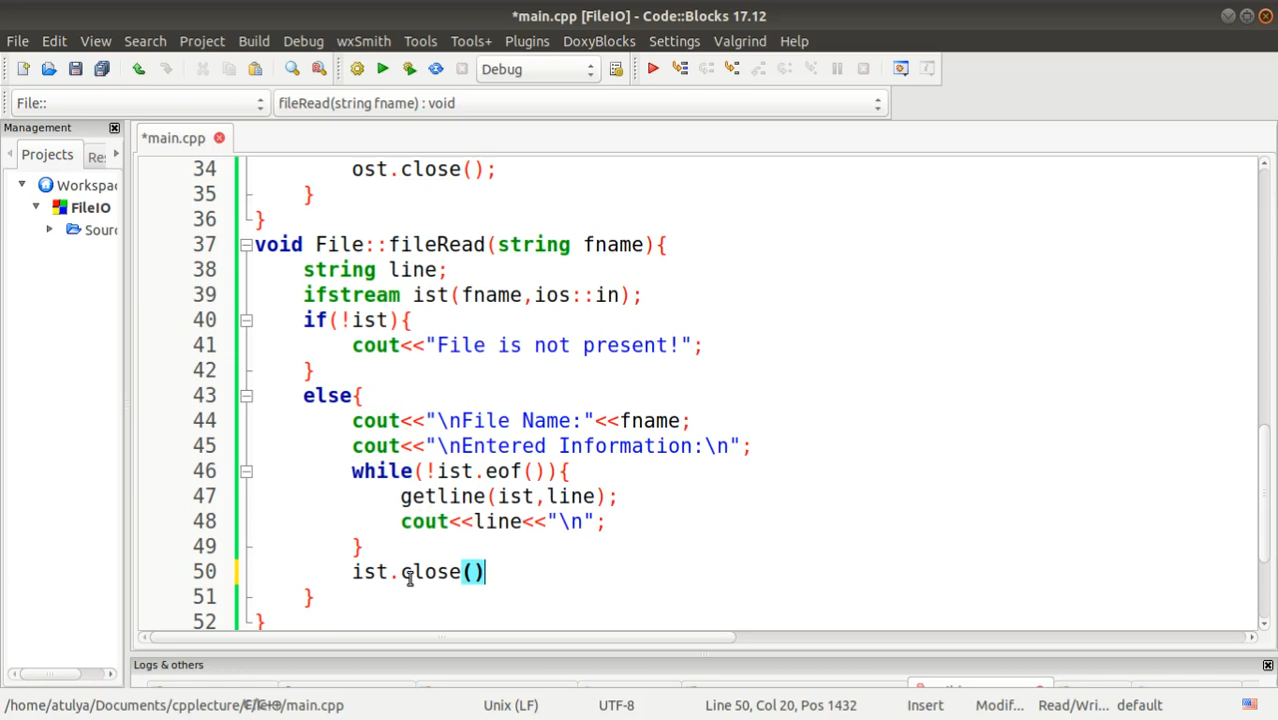 *main.cpp [FileIO] - Code::Blocks 17.12
File Edit View Search Project Build Debug wxSmith Tools Tools+ Plugins DoxyBlocks Settings Valgrind Help
Debug
File:: fileRead(string fname) : void
Management
*main.cpp
Projects Re
Workspa
FileIO
Sour
34 ost.close();
35 }
36 }
37 void File::fileRead(string fname){
38 string line;
39 ifstream ist(fname,ios::in);
40 if(!ist){
41 cout<<"File is not present!";
42 }
43 else{
44 cout<<"\nFile Name:"<<fname;
45 cout<<"\nEntered Information:\n";
46 while(!ist.eof()){
47 getline(ist,line);
48 cout<<line<<"\n";
49 }
50 ist.close()
51 }
52 }
Logs & others
Unix (LF) UTF-8 Line 50, Col 20, Pos 1432 Insert Modif... Read/Wri... default